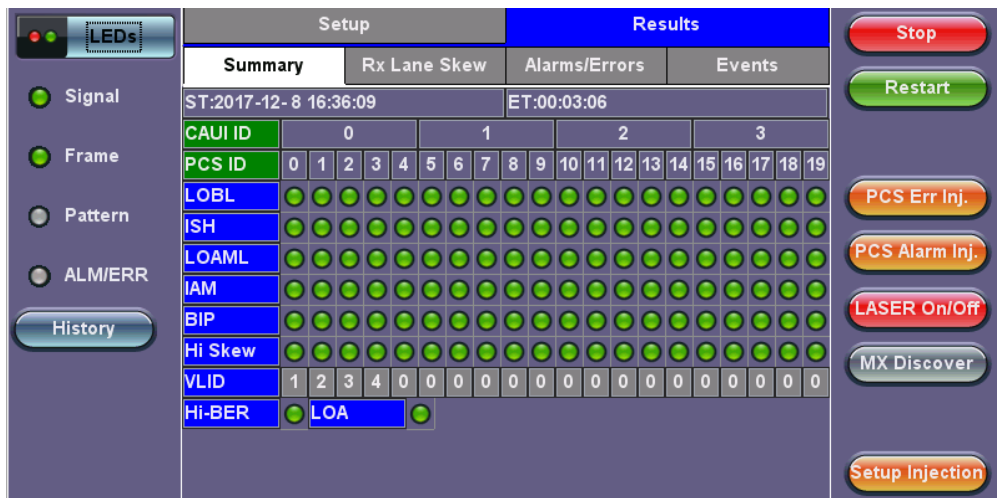 LEDs
Signal
Frame
Pattern
ALM/ERR
History
Setup Results
Summary Rx Lane Skew Alarms/Errors Events
ST:2017-12- 8 16:36:09 ET:00:03:06
CAUI ID 0 1 2 3
PCS ID 0 1 2 3 4 5 6 7 8 9 10 11 12 13 14 15 16 17 18 19
LOBL
ISH
LOAML
IAM
BIP
Hi Skew
VLID 1 2 3 4 0 0 0 0 0 0 0 0 0 0 0 0 0 0 0 0
Hi-BER LOA
Stop
Restart
PCS Err Inj.
PCS Alarm Inj.
LASER On/Off
MX Discover
Setup Injection